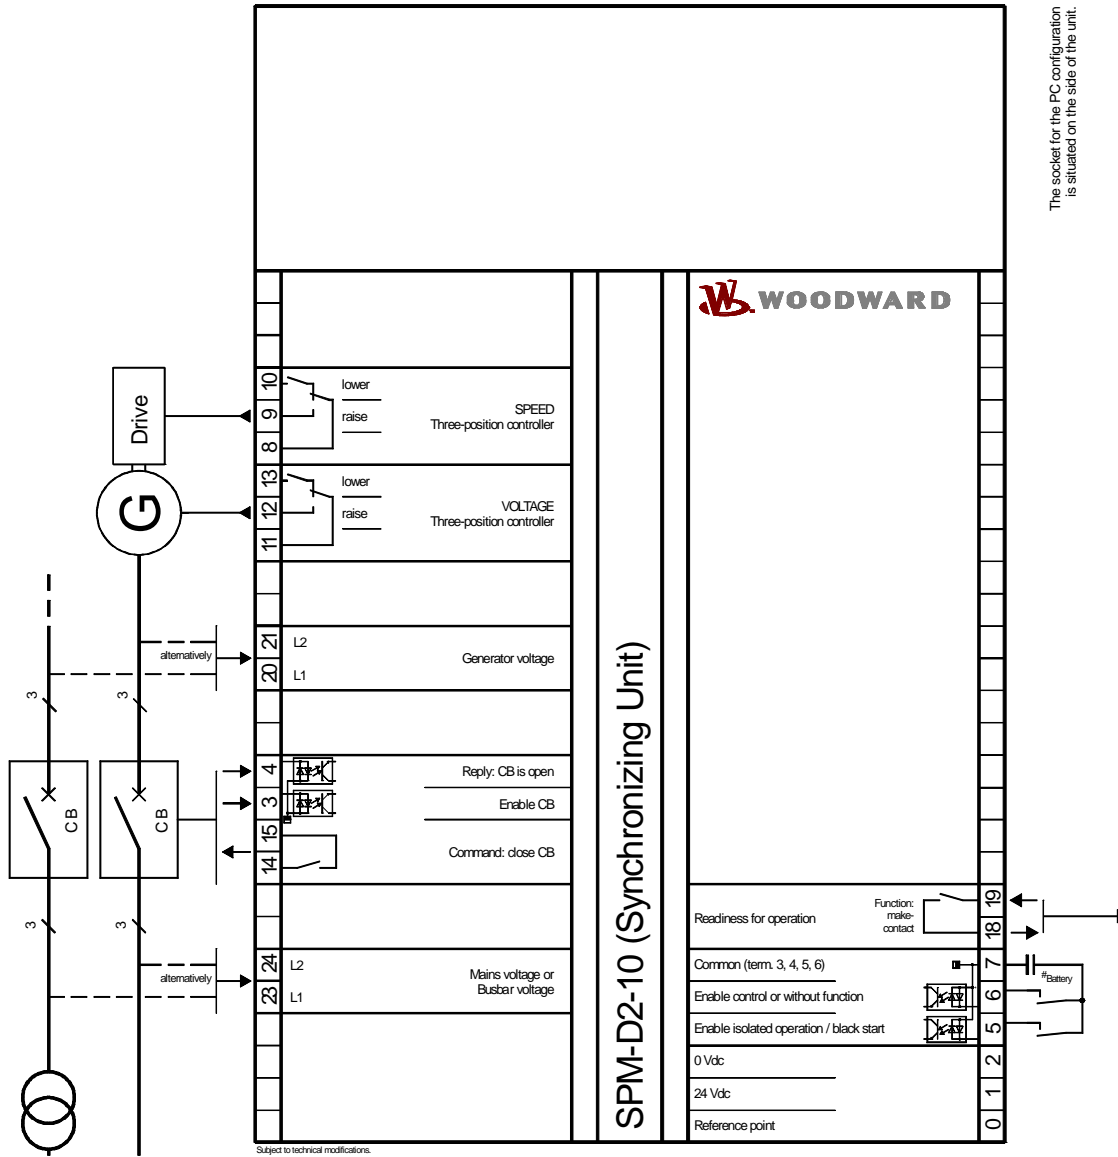 The socket for the PC configuration
is situated on the side of the unit.
WOODWARD
Drive
G
10
9
8
lower
raise
SPEED
Three-position controller
13
12
11
lower
raise
VOLTAGE
Three-position controller
21
20
L2
L1
Generator voltage
alternatively
3
3
4
3
15
14
Reply: CB is open
Enable CB
Command: close CB
CB
CB
3
3
24
23
L2
L1
Mains voltage or
Busbar voltage
alternatively
SPM-D2-10 (Synchronizing Unit)
Readiness for operation
Function:
make-
contact
19
18
Common (term. 3, 4, 5, 6)
7
#Battery
Enable control or without function
6
Enable isolated operation / black start
5
0 Vdc
2
24 Vdc
1
Reference point
0
Subject to technical modifications.